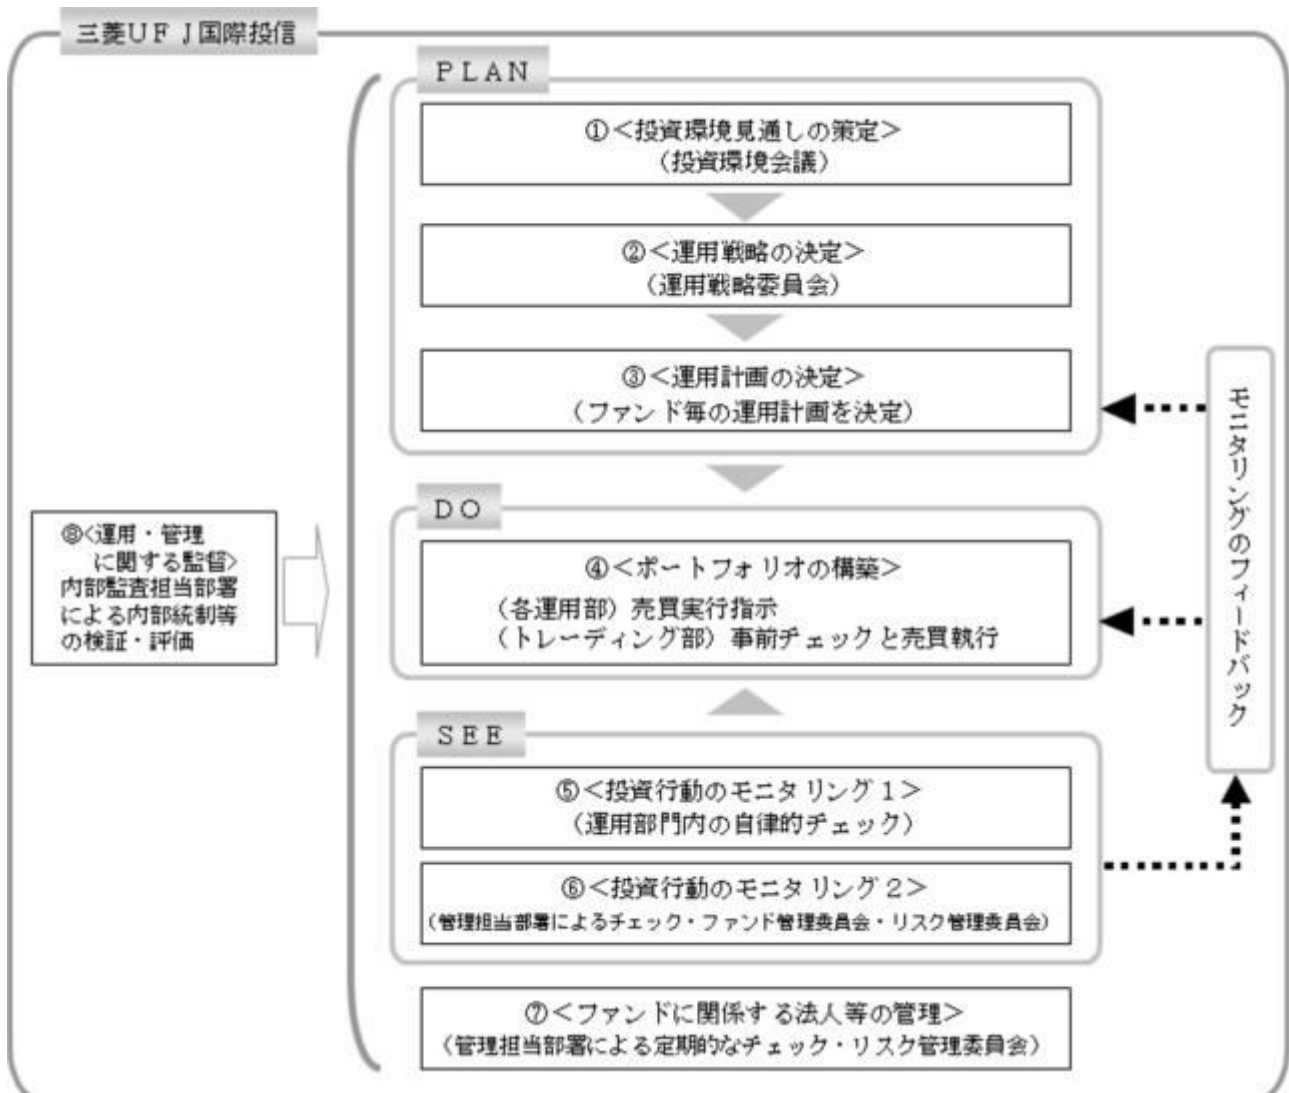 三菱ＵＦＪ国際投信
ＰＬＡＮ
①＜投資環境見通しの策定＞
（投資環境会議）
②＜運用戦略の決定＞
（運用戦略委員会）
③＜運用計画の決定＞
（ファンド毎の運用計画を決定）
ＤＯ
④＜ポートフォリオの構築＞
（各運用部）売買実行指示
（トレーディング部）事前チェックと売買執行
ＳＥＥ
⑤＜投資行動のモニタリング１＞
（運用部門内の自律的チェック）
⑥＜投資行動のモニタリング２＞
（管理担当部署によるチェック・ファンド管理委員会・リスク管理委員会）
⑦＜ファンドに関係する法人等の管理＞
（管理担当部署による定期的なチェック・リスク管理委員会）
⑧＜運用・管理
に関する監督＞
内部監査担当部署
による内部統制等
の検証・評価
モニタリングのフィードバック